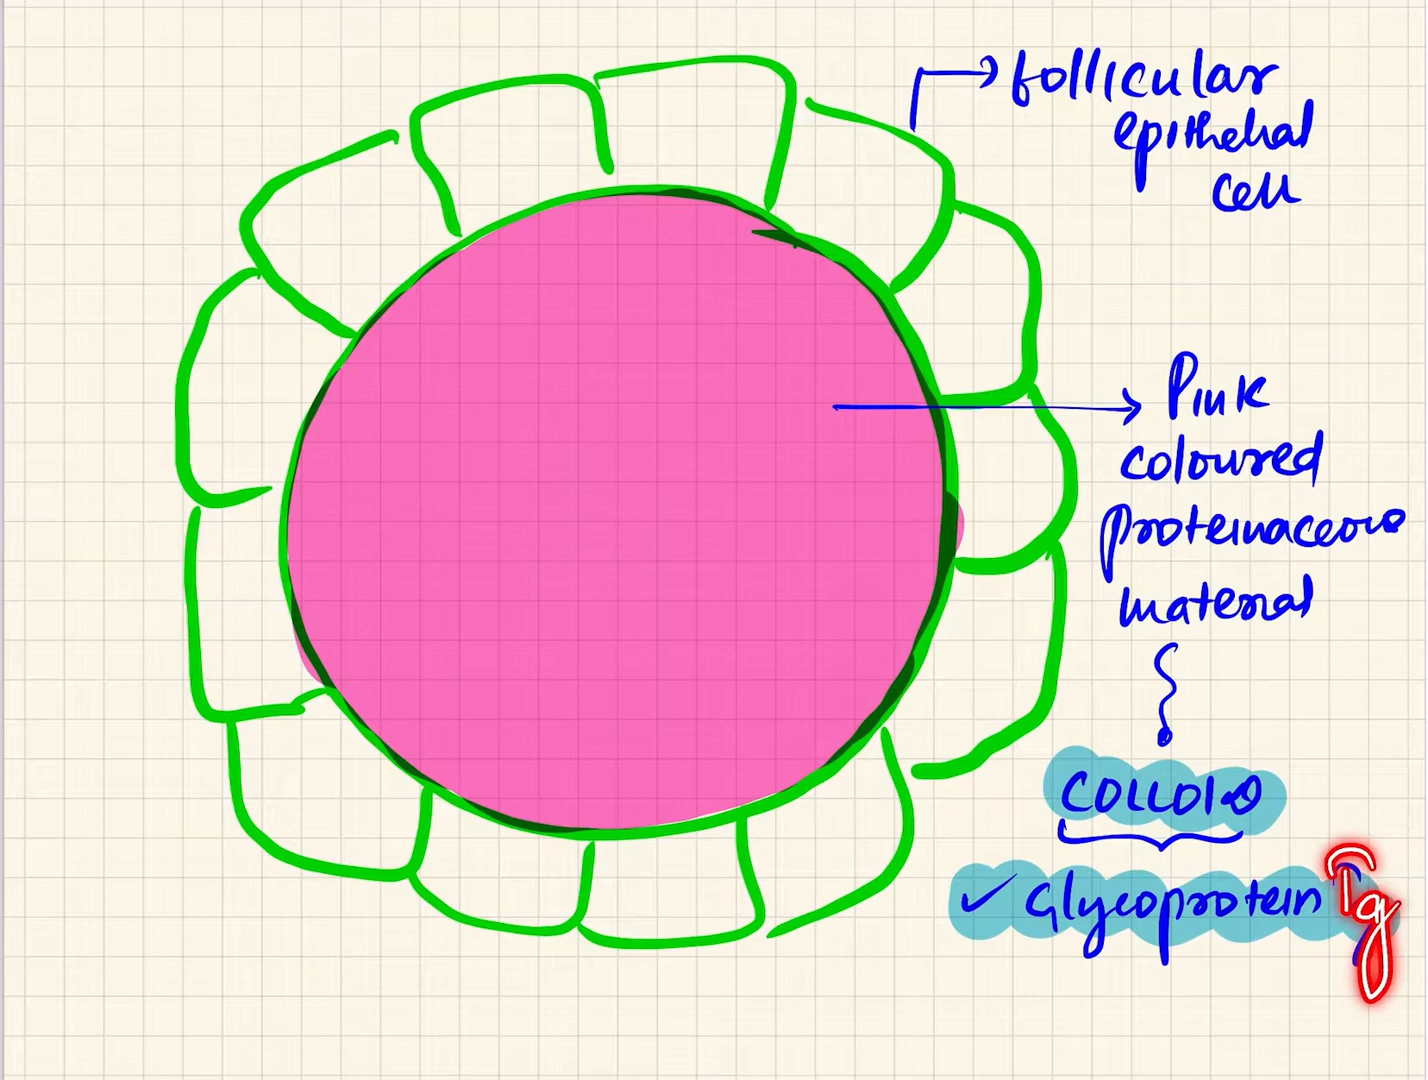 follicular
epithelial
cell
Pink
coloured
proteinaceous
material
COLLOID
✓ Glycoprotein Tg